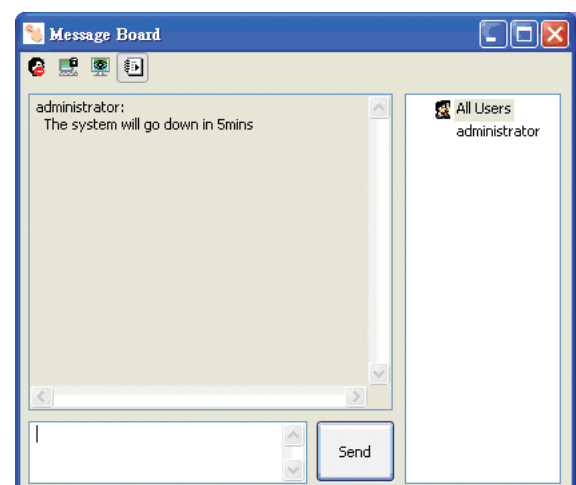 Message Board
administrator:
The system will go down in 5mins
All Users
administrator
Send